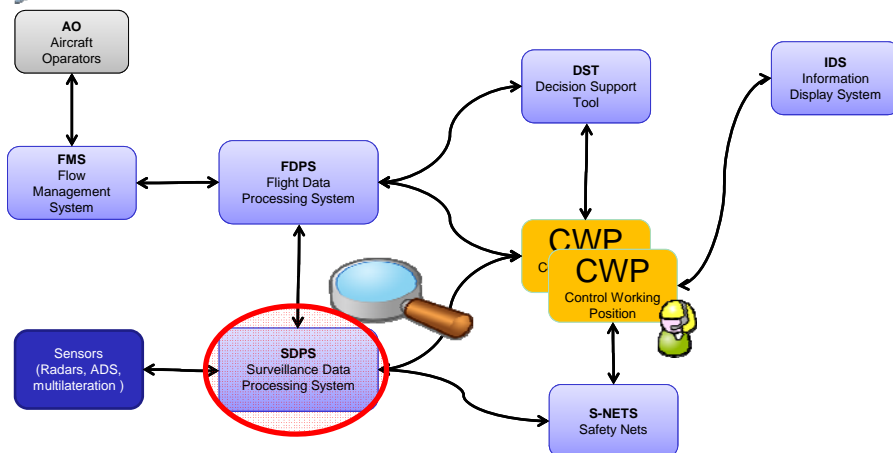 AO
Aircraft
Oparators
DST
Decision Support
Tool
IDS
Information
Display System
FMS
Flow
Management
System
FDPS
Flight Data
Processing System
CWP
C
CWP
Control Working
Position
Sensors
(Radars, ADS,
multilateration )
SDPS
Surveillance Data
Processing System
S-NETS
Safety Nets